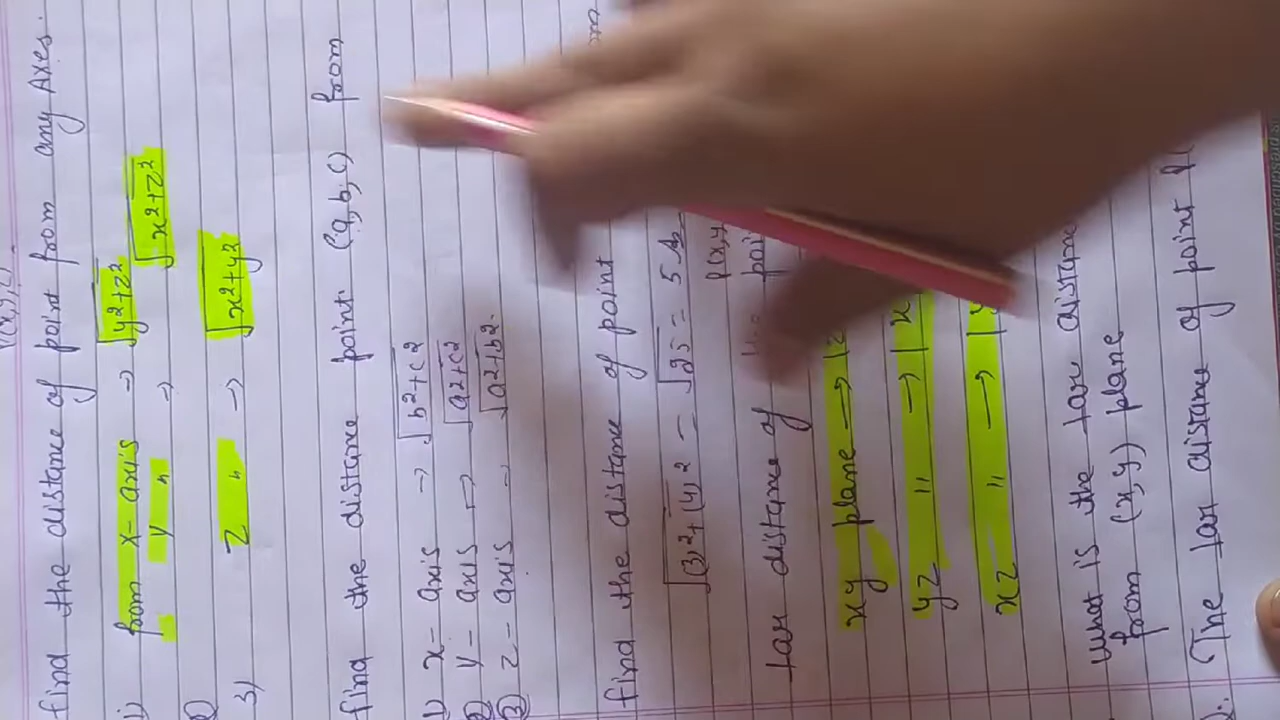 find the distance of point from any Axes.
1) from x-axis → √y²+z²
2) y " → √x²+z²
3) z " → √x²+y²
find the distance point (a,b,c) from
1) x-axis → √b²+c²
2) y-axis → √a²+c²
3) z-axis - √a²+b².
find the distance of point
√(3)²+(4)² = √25 = 5
P(x,y
tar distance of
xy plane → |z
yz " → |x
xz " → |y
what is the tar distance
from (x,y) plane
The tar distance of point P(